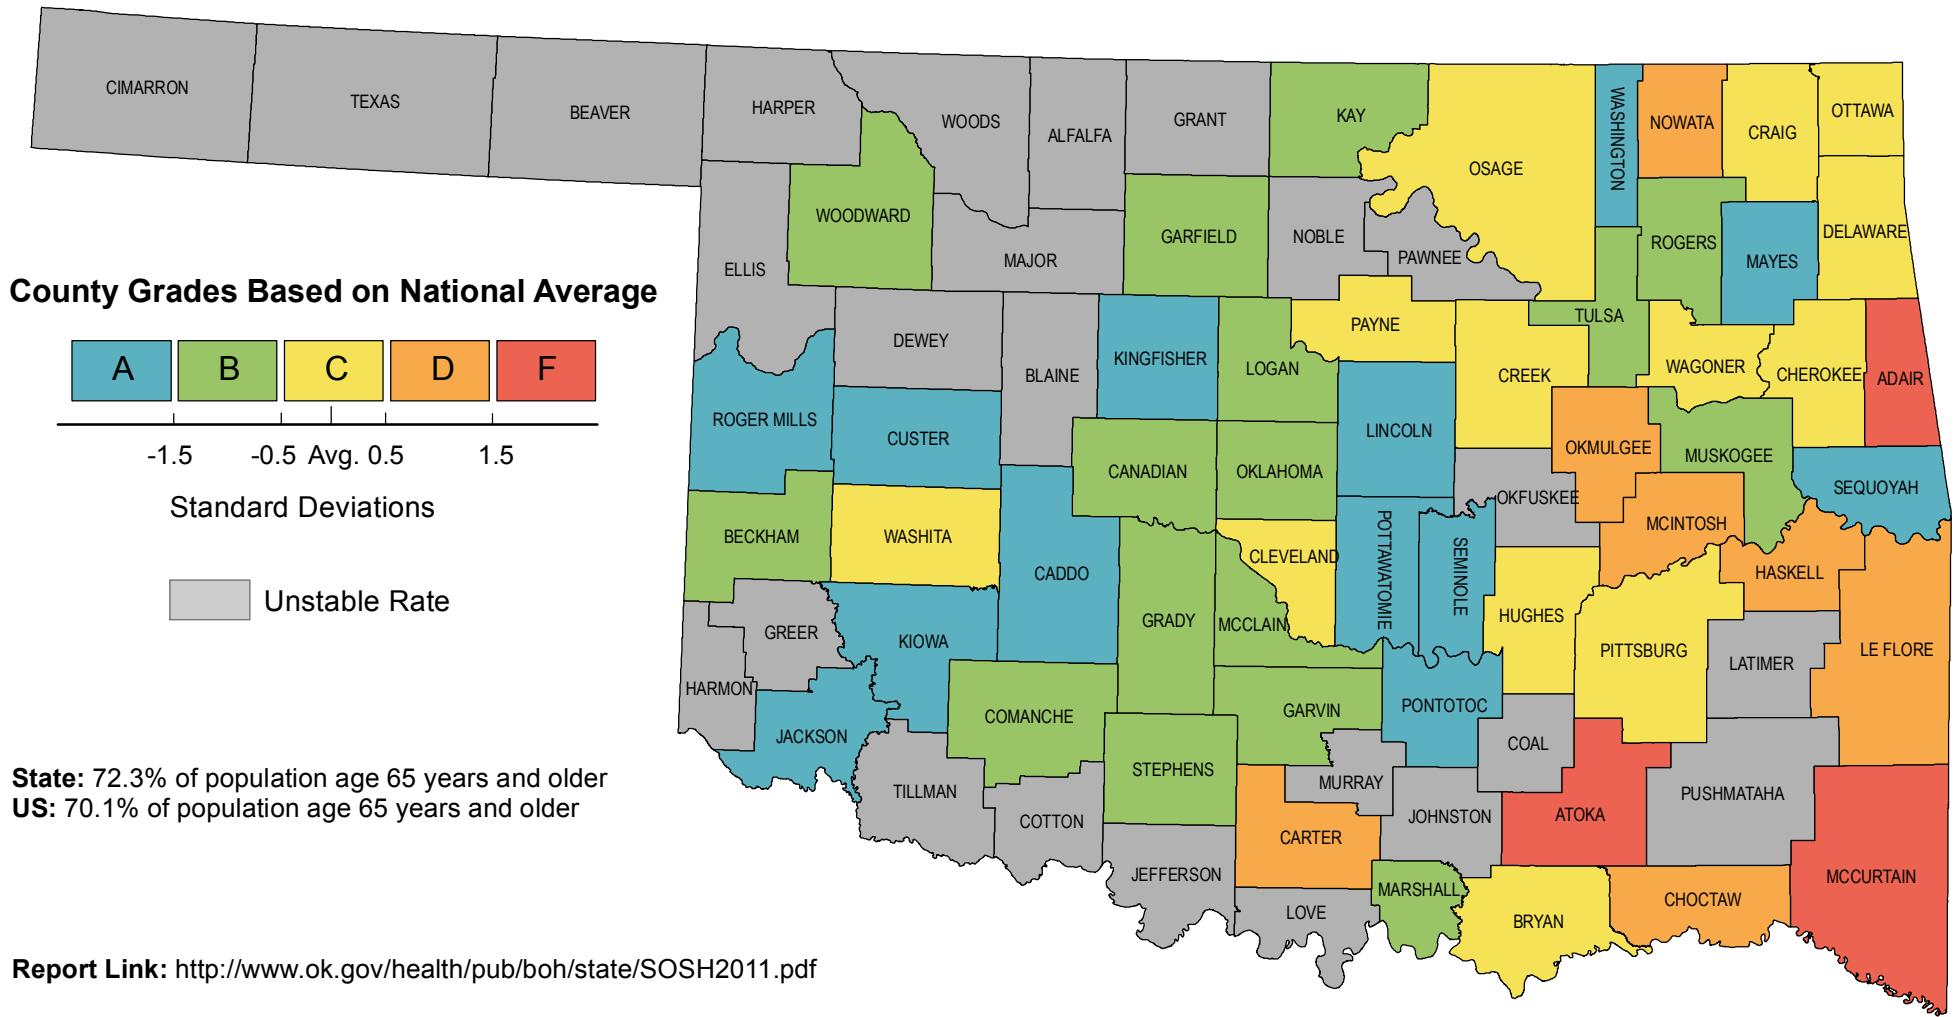 CIMARRON
TEXAS
BEAVER
HARPER
WOODS
ALFALFA
GRANT
KAY
OSAGE
WASHINGTON
NOWATA
CRAIG
OTTAWA
WOODWARD
ELLIS
MAJOR
GARFIELD
NOBLE
PAWNEE
ROGERS
MAYES
DELAWARE
County Grades Based on National Average
A B C D F
-1.5 -0.5 Avg. 0.5 1.5
Standard Deviations
Unstable Rate
DEWEY
BLAINE
KINGFISHER
LOGAN
PAYNE
CREEK
TULSA
WAGONER
CHEROKEE
ADAIR
ROGER MILLS
CUSTER
CANADIAN
OKLAHOMA
LINCOLN
OKMULGEE
MUSKOGEE
SEQUOYAH
OKFUSKEE
MCINTOSH
BECKHAM
WASHITA
CADDO
CLEVELAND
POTTAWATOMIE
SEMINOLE
HASKELL
GREER
KIOWA
GRADY
MCCLAIN
HUGHES
PITTSBURG
LATIMER
LE FLORE
HARMON
JACKSON
COMANCHE
GARVIN
PONTOTOC
COAL
TILLMAN
STEPHENS
MURRAY
COTTON
CARTER
JOHNSTON
ATOKA
PUSHMATAHA
JEFFERSON
LOVE
MARSHALL
BRYAN
CHOCTAW
MCCURTAIN
State: 72.3% of population age 65 years and older
US: 70.1% of population age 65 years and older
Report Link: http://www.ok.gov/health/pub/boh/state/SOSH2011.pdf